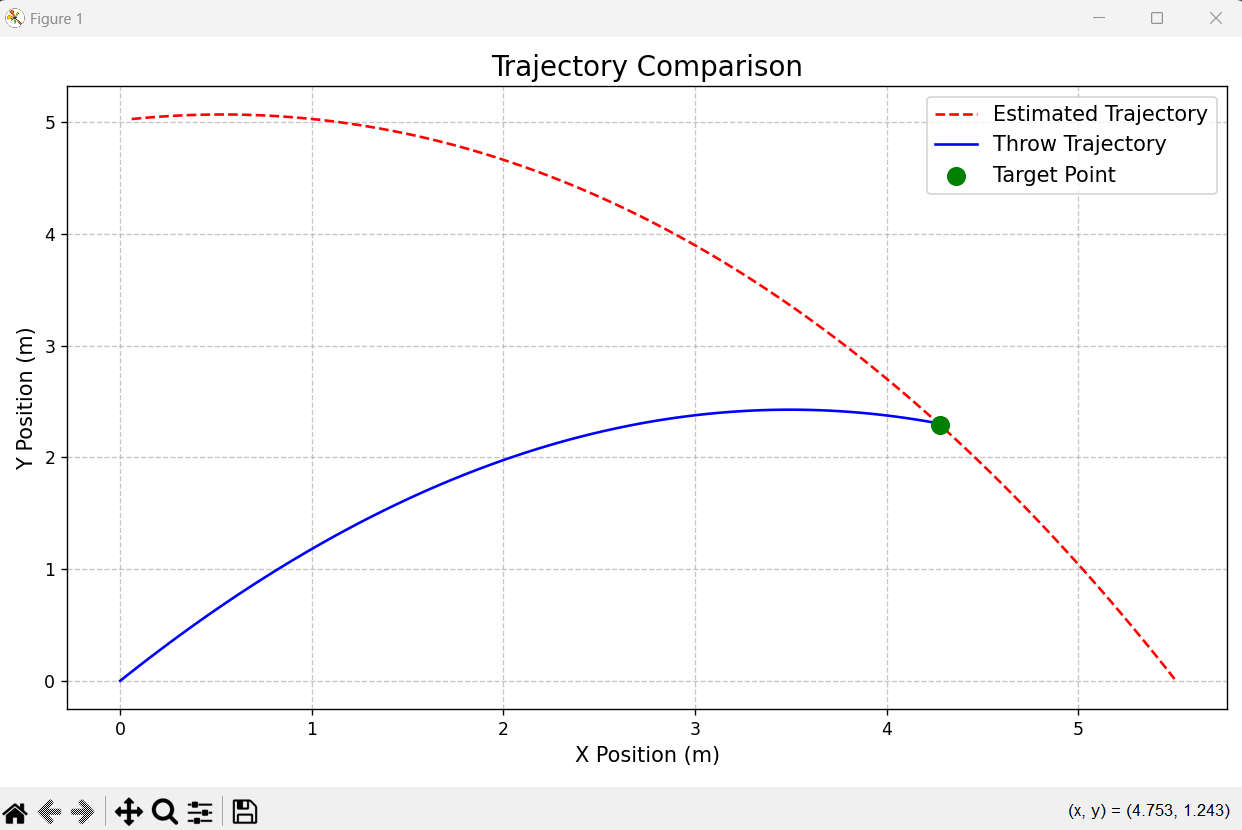 Figure 1
Trajectory Comparison
Estimated Trajectory
Throw Trajectory
Target Point
Y Position (m)
5
4
3
2
1
0
0 1 2 3 4 5
X Position (m)
(x, y) = (4.753, 1.243)